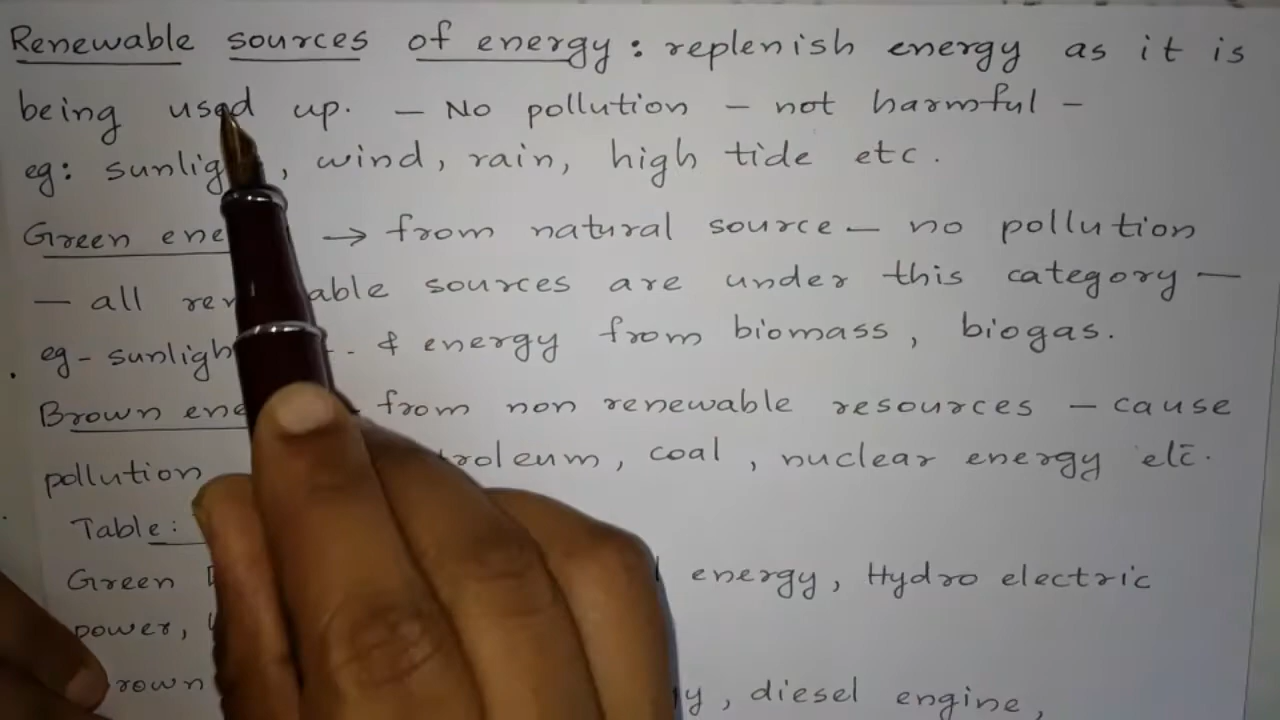 Renewable sources of energy : replenish energy as it is
being used up. — No pollution — not harmful —
eg: sunlig , wind, rain, high tide etc.
Green ene → from natural source — no pollution
— all ren able sources are under this category —
eg - sunligh . & energy from biomass, biogas.
Brown ene from non renewable resources — cause
pollution troleum, coal, nuclear energy etc.
Table:
Green energy, Hydro electric
power,
rown y, diesel engine,